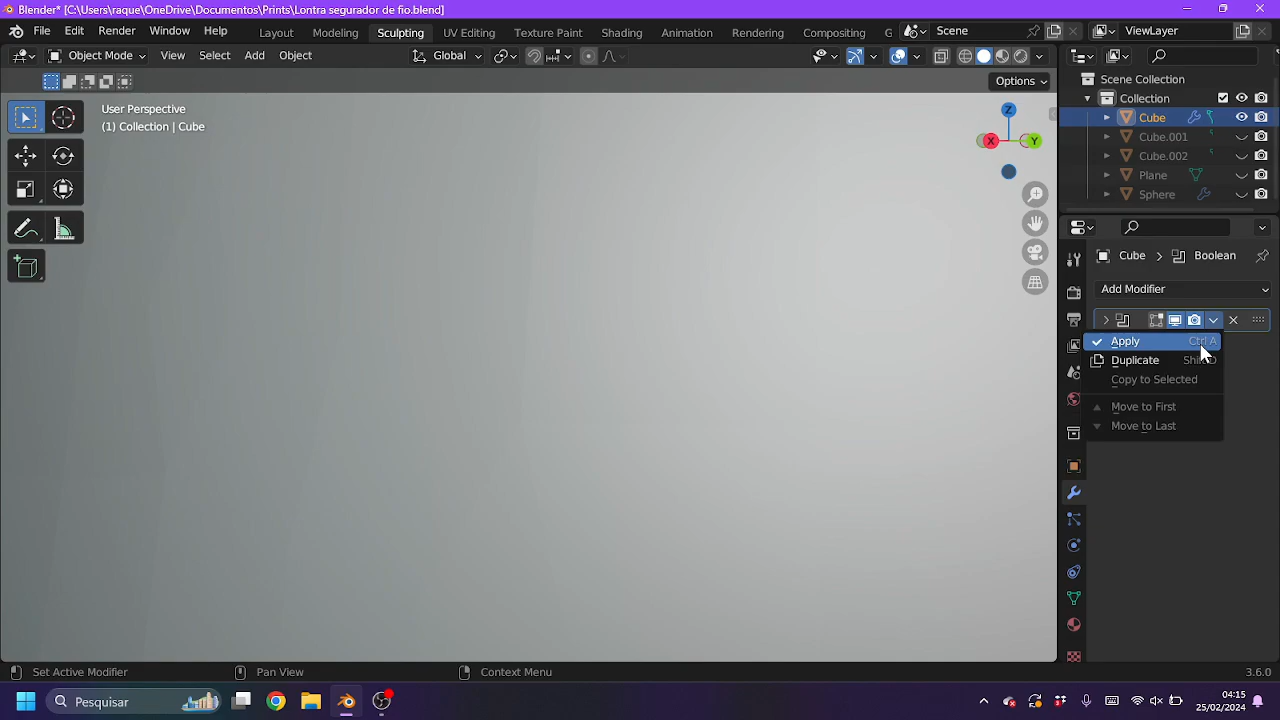 Blender* [C:\Users\raque\OneDrive\Documentos\Prints\Lontra segurador de fio.blend]
File Edit Render Window Help Layout Modeling Sculpting UV Editing Texture Paint Shading Animation Rendering Compositing G Scene ViewLayer
Object Mode View Select Add Object Global
Options
User Perspective
(1) Collection | Cube
Z
X Y
Scene Collection
Collection
Cube
Cube.001
Cube.002
Plane
Sphere
Cube > Boolean
Add Modifier
Apply Ctrl A
Duplicate
Copy to Selected
Move to First
Move to Last
Set Active Modifier Pan View Context Menu 3.6.0
Pesquisar
04:15
25/02/2024